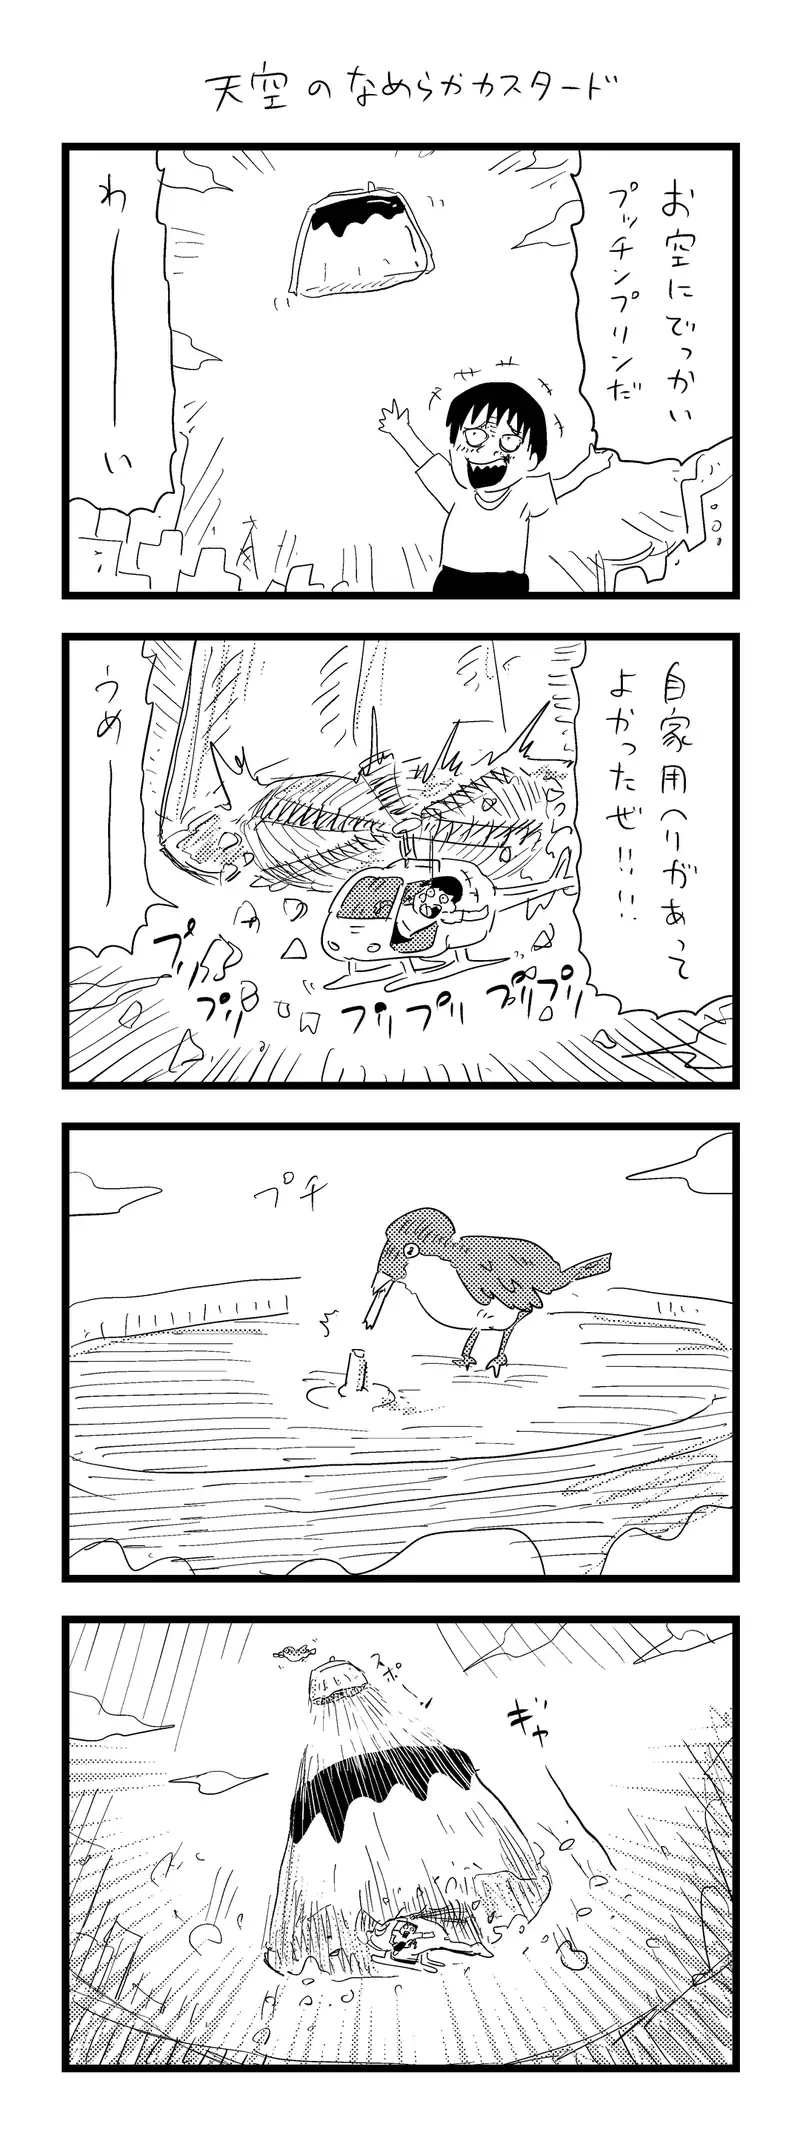 天空のなめらかカスタード
お空にでっかい
プッチンプリンだ
わーい
自家用ヘリがあって
よかったぜ!!!
うめー
プリ
プリ
プリ
プリ
プリ
プリ
プチ
スポー!
ギャー